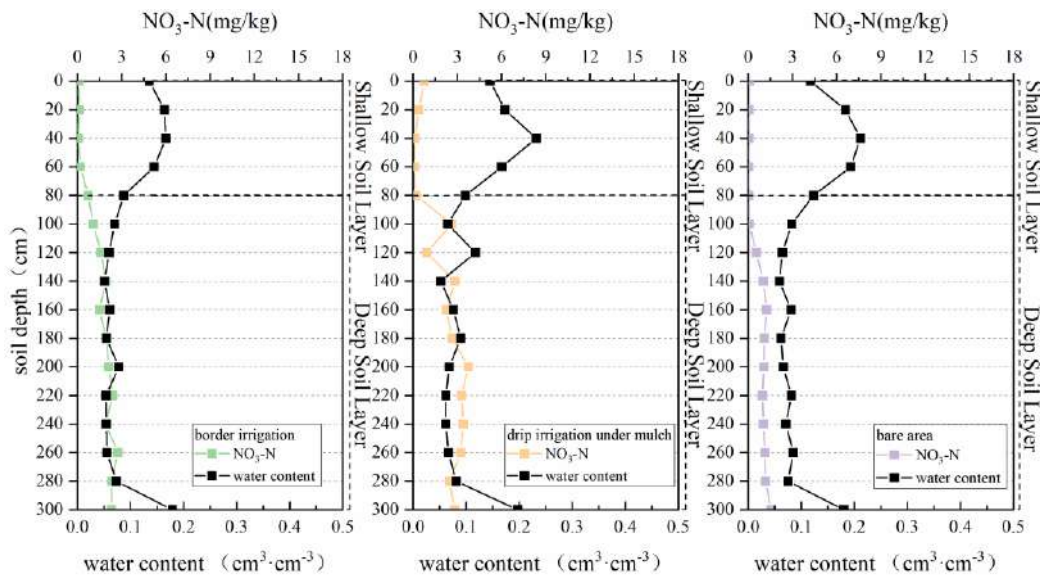 NO₃-N(mg/kg) NO₃-N(mg/kg) NO₃-N(mg/kg)
0 3 6 9 12 15 18 0 3 6 9 12 15 18 0 3 6 9 12 15 18
soil depth (cm)
0
20
40
60
80
100
120
140
160
180
200
220
240
260
280
300
Shallow Soil Layer
Deep Soil Layer
Shallow Soil Layer
Deep Soil Layer
Shallow Soil Layer
Deep Soil Layer
border irrigation
NO₃-N
water content
drip irrigation under mulch
NO₃-N
water content
bare area
NO₃-N
water content
0.0 0.1 0.2 0.3 0.4 0.5 0.0 0.1 0.2 0.3 0.4 0.5 0.0 0.1 0.2 0.3 0.4 0.5
water content (cm³·cm⁻³) water content (cm³·cm⁻³) water content (cm³·cm⁻³)